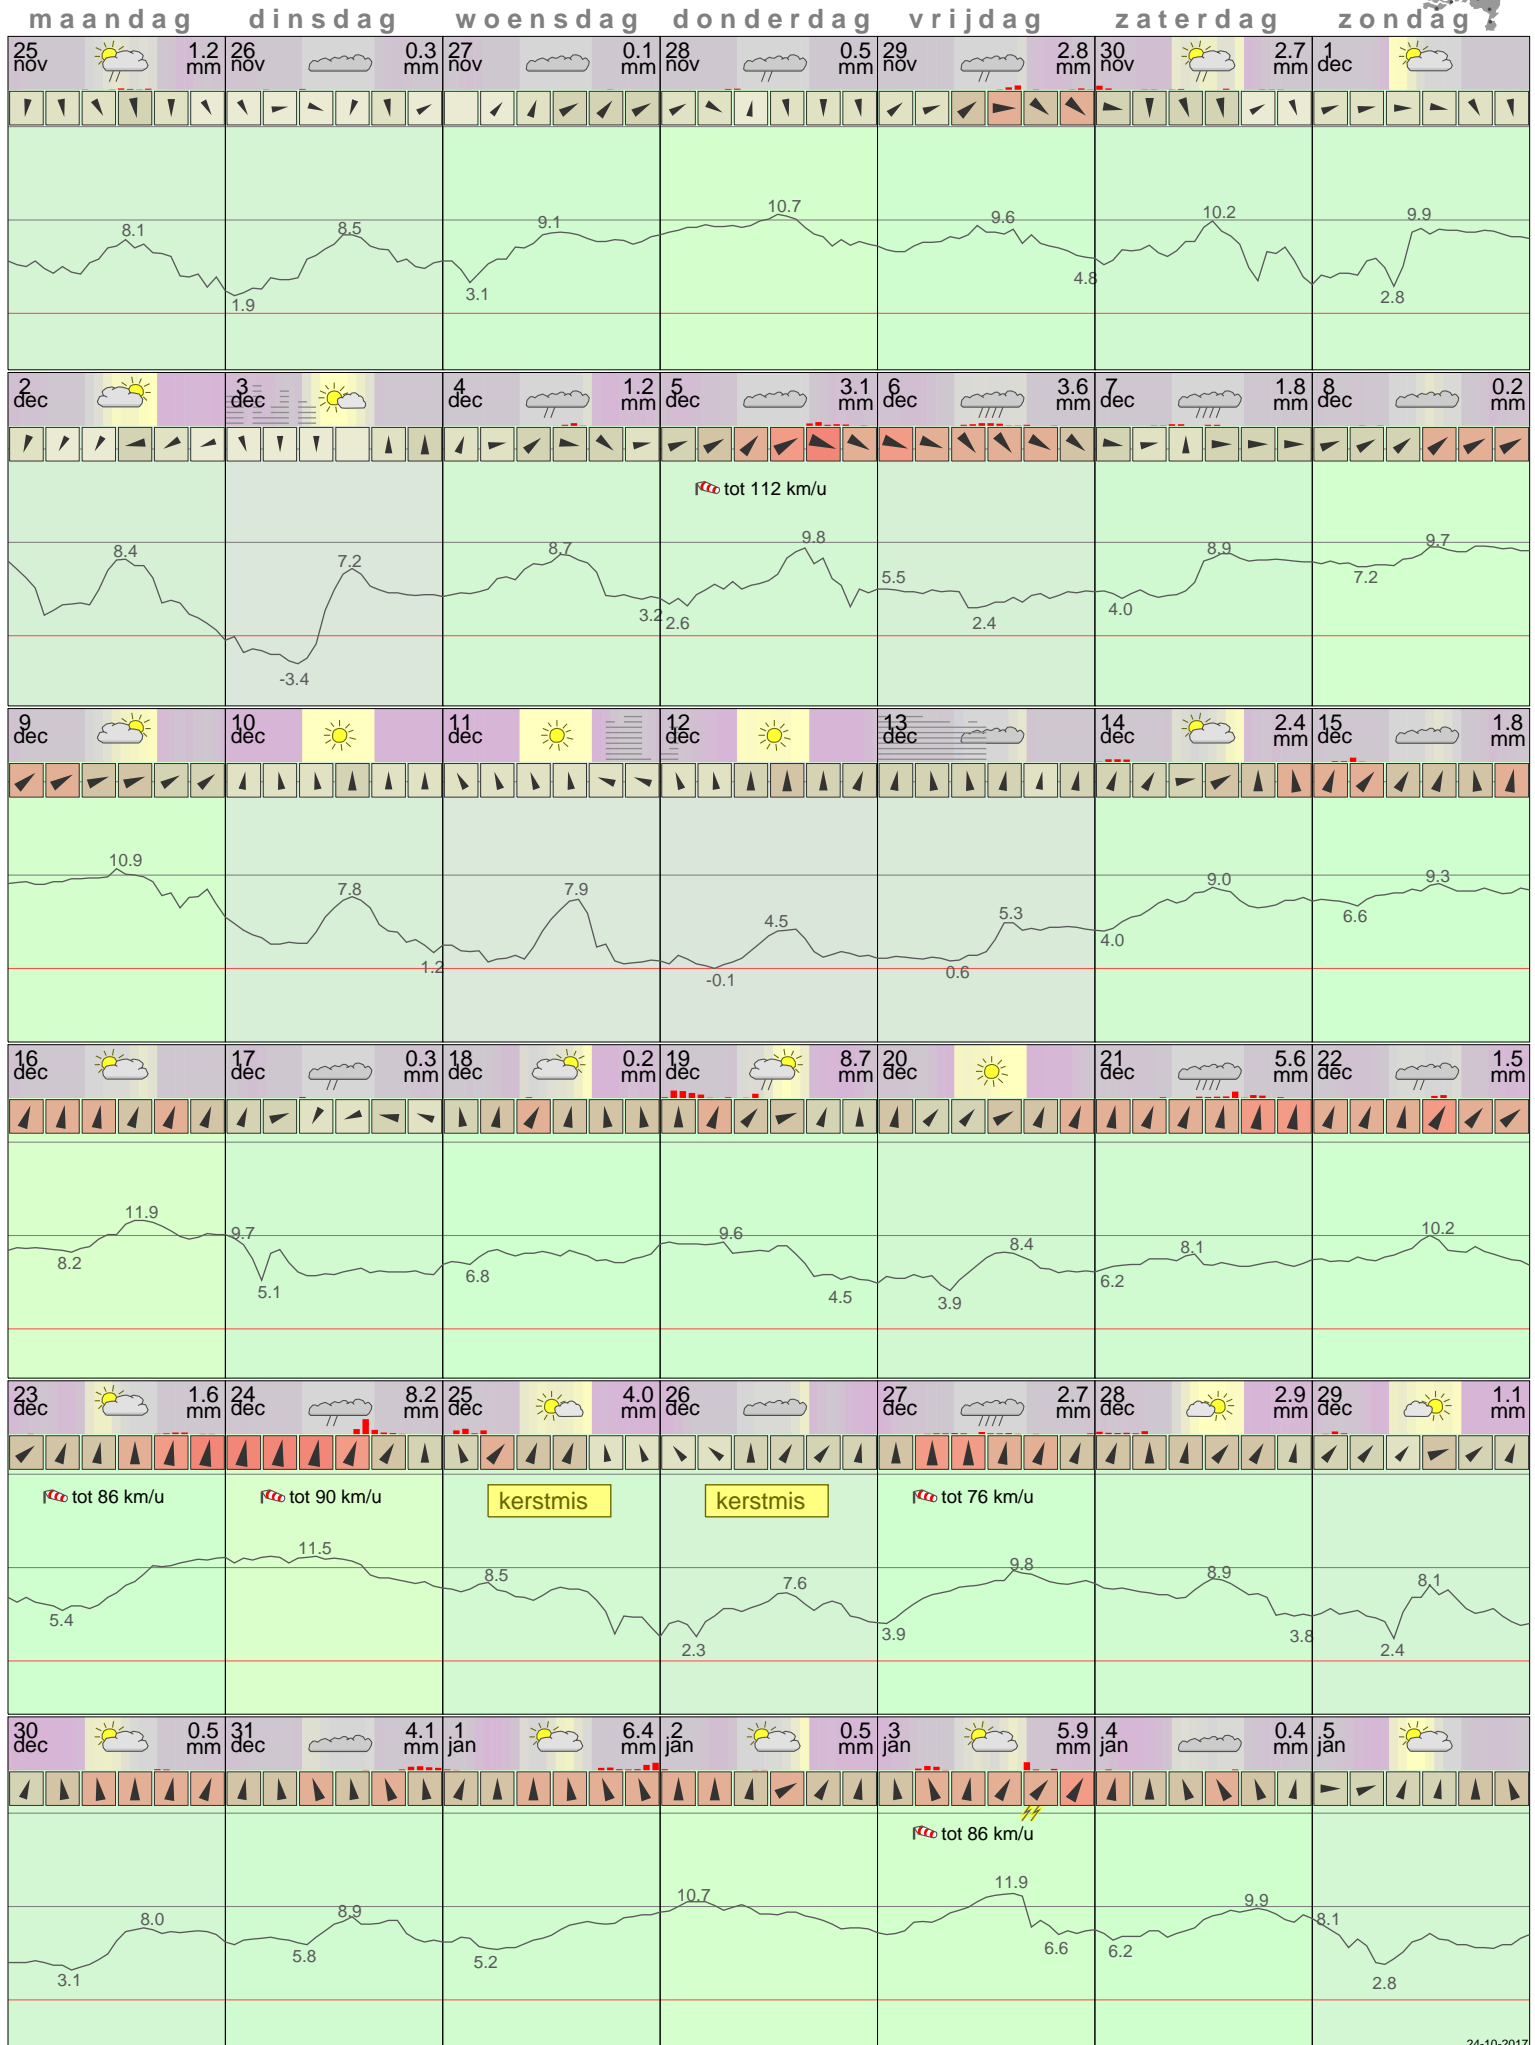 maandag dinsdag woensdag donderdag vrijdag zaterdag zondag
25 nov 1.2 mm 26 nov 0.3 mm 27 nov 0.1 mm 28 nov 0.5 mm 29 nov 2.8 mm 30 nov 2.7 mm 1 dec
8.1 8.5 9.1 10.7 9.6 10.2 9.9
1.9 3.1 4.8 2.8
2 dec 3 dec 4 dec 1.2 mm 5 dec 3.1 mm 6 dec 3.6 mm 7 dec 1.8 mm 8 dec 0.2 mm
tot 112 km/u
8.4 7.2 8.7 9.8 5.5 8.9 9.7
-3.4 3.2 2.6 2.4 4.0 7.2
9 dec 10 dec 11 dec 12 dec 13 dec 14 dec 2.4 mm 15 dec 1.8 mm
10.9 7.8 7.9 4.5 5.3 9.0 9.3
1.2 -0.1 0.6 4.0 6.6
16 dec 17 dec 0.3 mm 18 dec 0.2 mm 19 dec 8.7 mm 20 dec 21 dec 5.6 mm 22 dec 1.5 mm
11.9 9.7 9.6 8.4 8.1 10.2
8.2 5.1 6.8 4.5 3.9 6.2
23 dec 1.6 mm 24 dec 8.2 mm 25 dec 4.0 mm 26 dec 27 dec 2.7 mm 28 dec 2.9 mm 29 dec 1.1 mm
tot 86 km/u tot 90 km/u kerstmis kerstmis tot 76 km/u
11.5 8.5 7.6 9.8 8.9 8.1
5.4 2.3 3.9 3.8 2.4
30 dec 0.5 mm 31 dec 4.1 mm 1 jan 6.4 mm 2 jan 0.5 mm 3 jan 5.9 mm 4 jan 0.4 mm 5 jan
tot 86 km/u
8.0 8.9 10.7 11.9 9.9 8.1
3.1 5.8 5.2 6.6 6.2 2.8
24-10-2017